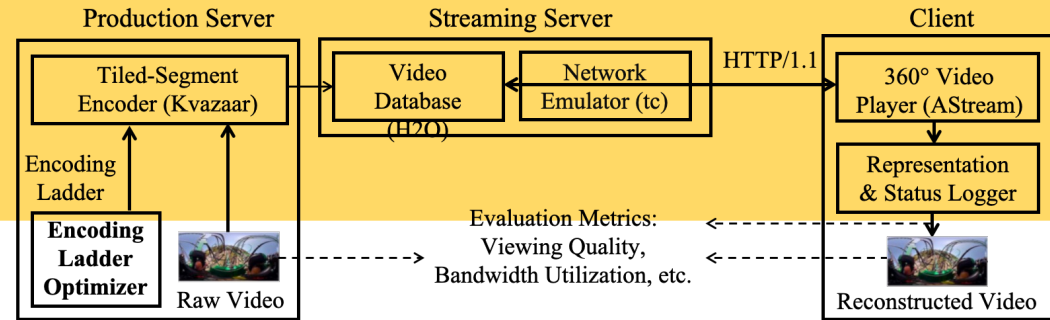 Production Server
Streaming Server
Client
Tiled-Segment
Encoder (Kvazaar)
Video
Database
(H2O)
Network
Emulator (tc)
HTTP/1.1
360° Video
Player (AStream)
Encoding
Ladder
Representation
& Status Logger
Encoding
Ladder
Optimizer
Raw Video
Evaluation Metrics:
Viewing Quality,
Bandwidth Utilization, etc.
Reconstructed Video